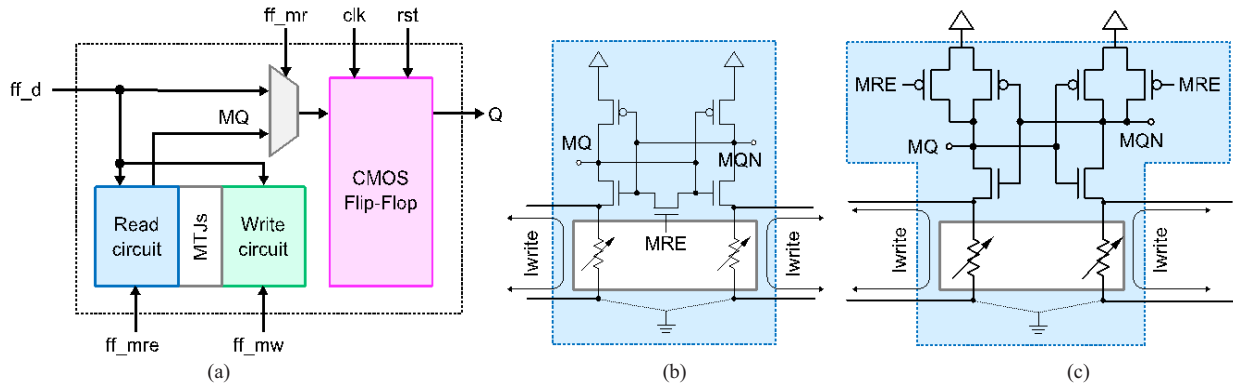 ff_mr
clk
rst
ff_d
MQ
Q
CMOS
Flip-Flop
Read
circuit
MTJs
Write
circuit
ff_mre
ff_mw
(a)
MQ
MQN
MRE
Iwrite
Iwrite
(b)
MRE
MRE
MQ
MQN
Iwrite
Iwrite
(c)